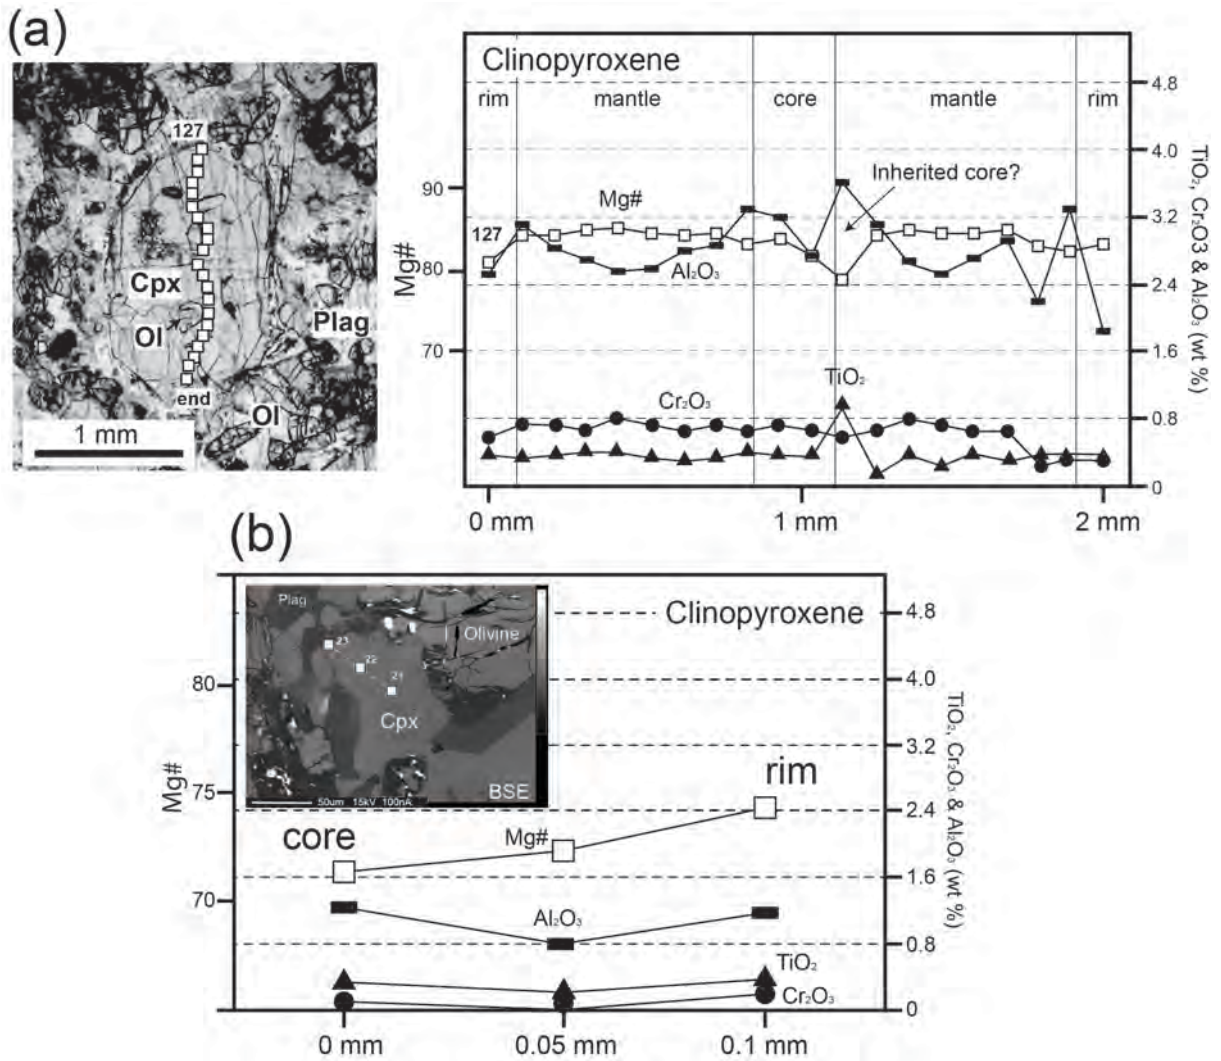 (a)
127
Cpx
Ol
Plag
end
Ol
1 mm
Clinopyroxene
rim
mantle
core
mantle
rim
Mg#
90
80
70
127
Mg#
Al₂O₃
Inherited core?
TiO₂
Cr₂O₃
4.8
4.0
3.2
2.4
1.6
0.8
0
TiO₂, Cr₂O3 & Al₂O₃ (wt %)
0 mm
1 mm
2 mm
(b)
Clinopyroxene
Plag
Olivine
23
22
21
Cpx
50um 15kV 100nA
BSE
Mg#
80
75
70
core
rim
Mg#
Al₂O₃
TiO₂
Cr₂O₃
4.8
4.0
3.2
2.4
1.6
0.8
0
TiO₂, Cr₂O₃ & Al₂O₃ (wt %)
0 mm
0.05 mm
0.1 mm